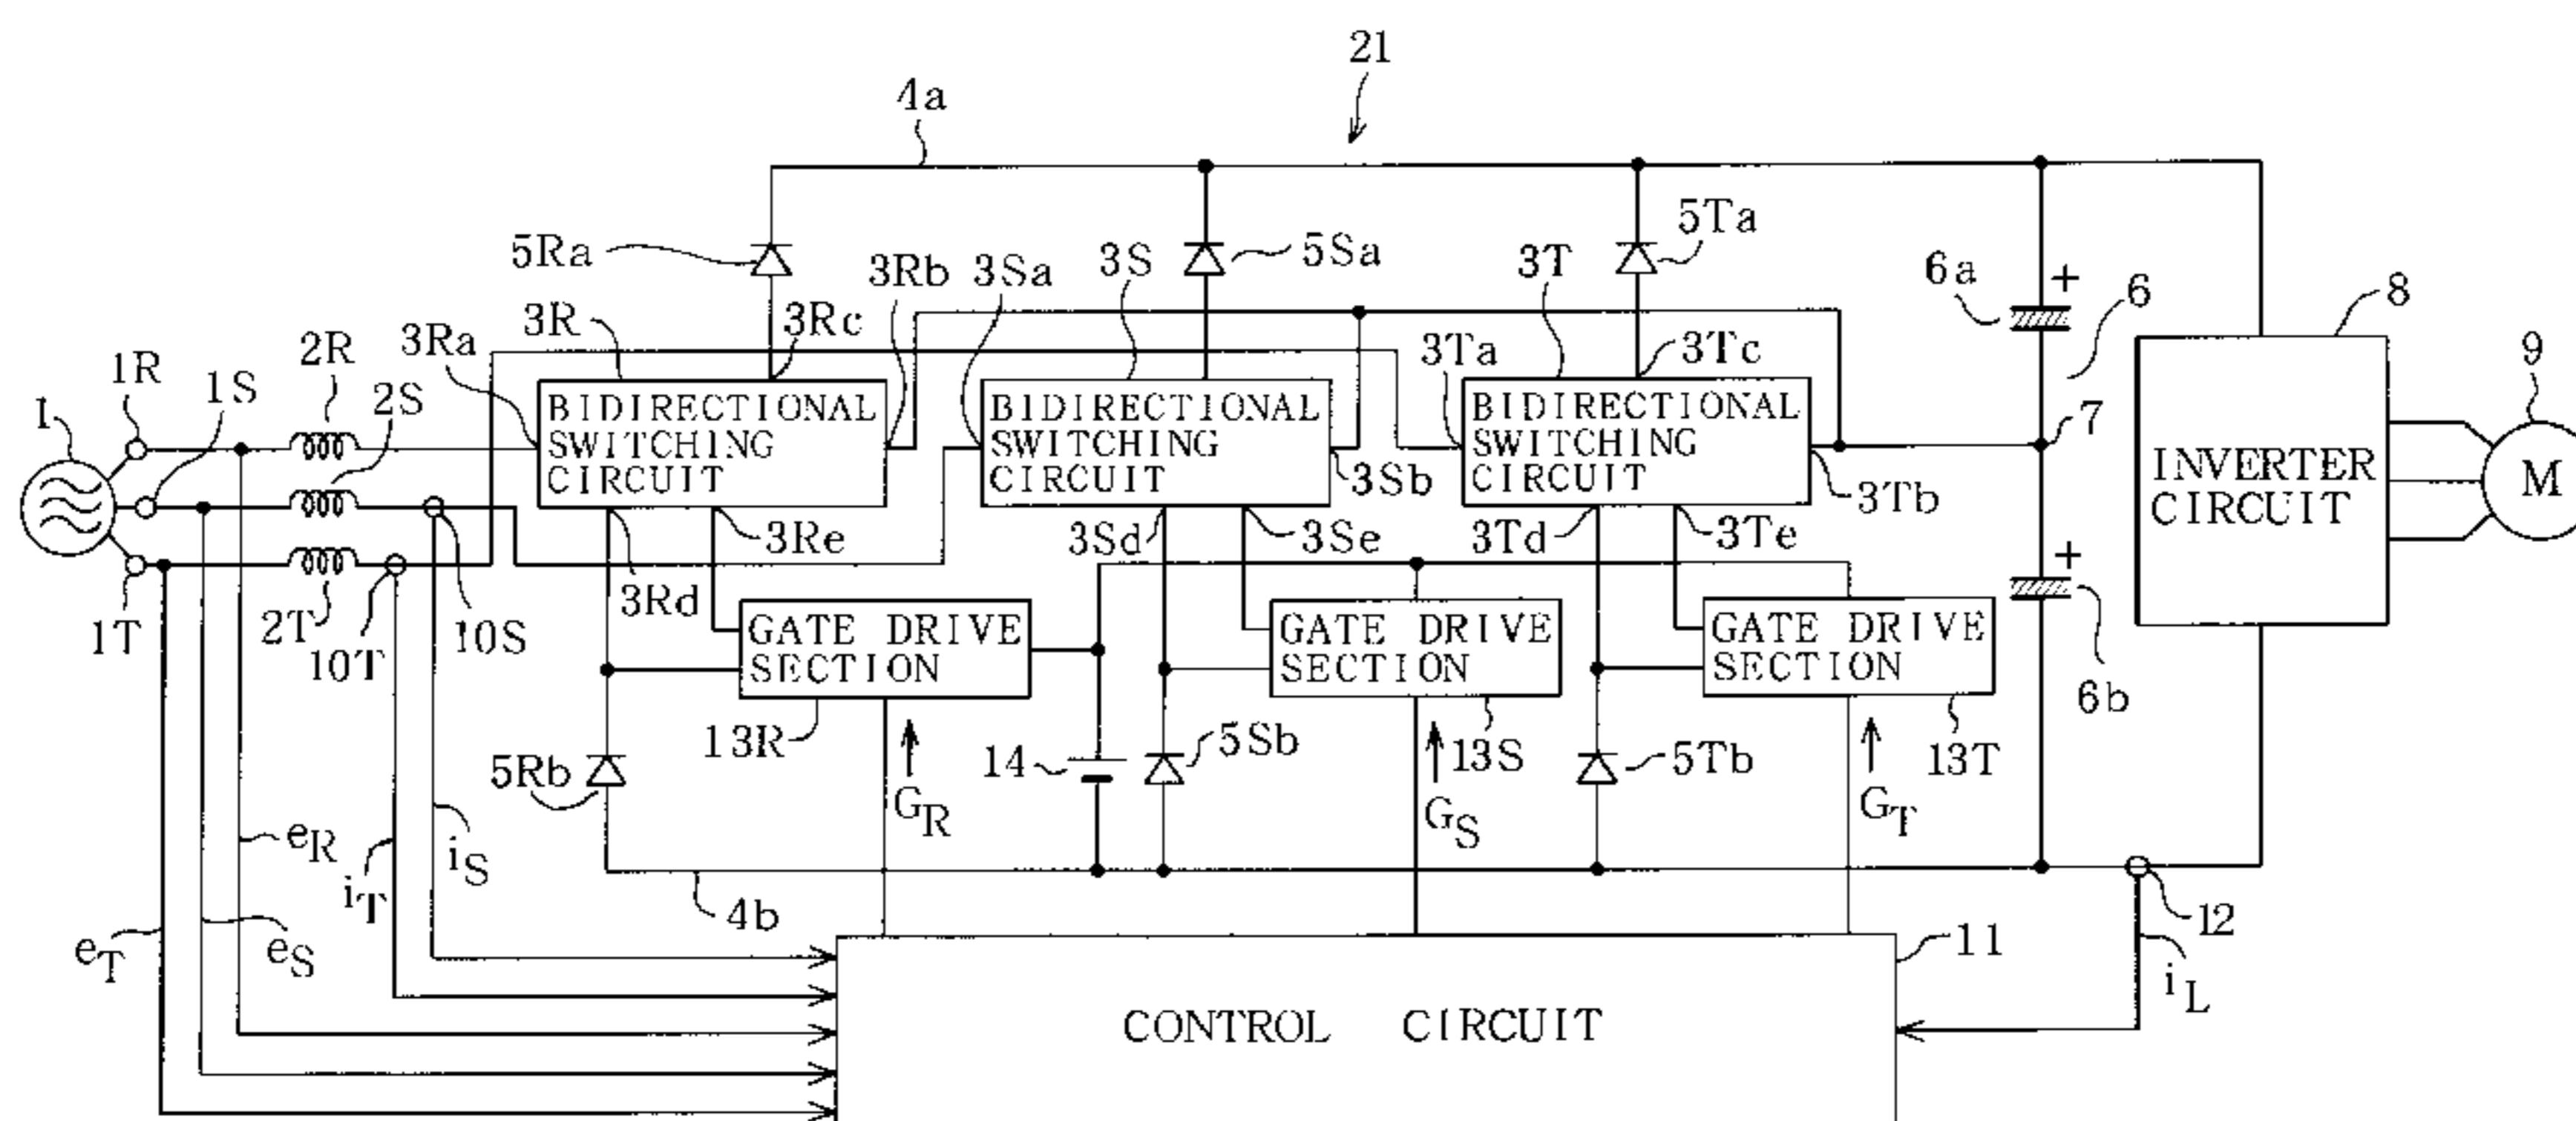 21
4a
5Ra
3Rb
3Sa
3S
5Sa
3T
5Ta
6a
+
6
8
3Ra
3R
3Rc
3Ta
3Tc
7
9
1
1R
1S
2R
2S
BIDIRECTIONAL
SWITCHING
CIRCUIT
BIDIRECTIONAL
SWITCHING
CIRCUIT
BIDIRECTIONAL
SWITCHING
CIRCUIT
INVERTER
CIRCUIT
M
3Sb
3Tb
3Re
3Sd
3Se
3Td
3Te
1T
2T
10T
10S
3Rd
GATE DRIVE
SECTION
GATE DRIVE
SECTION
GATE DRIVE
SECTION
+
6b
13R
5Rb
14
5Sb
13S
5Tb
13T
GR
GS
GT
eR
iS
iT
eS
eT
4b
12
11
iL
CONTROL CIRCUIT